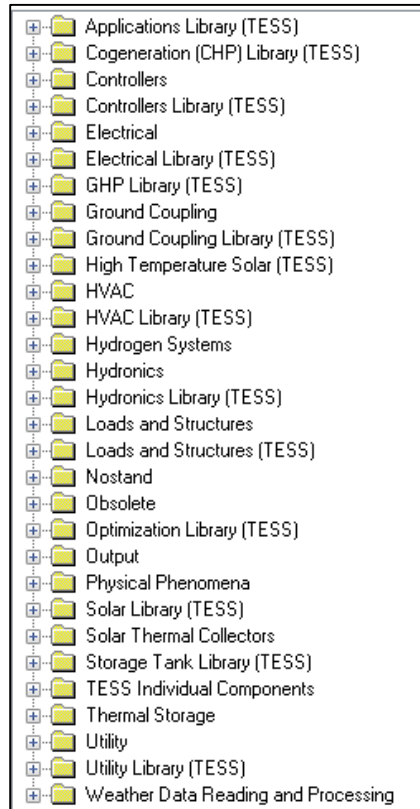 Applications Library (TESS)
Cogeneration (CHP) Library (TESS)
Controllers
Controllers Library (TESS)
Electrical
Electrical Library (TESS)
GHP Library (TESS)
Ground Coupling
Ground Coupling Library (TESS)
High Temperature Solar (TESS)
HVAC
HVAC Library (TESS)
Hydrogen Systems
Hydronics
Hydronics Library (TESS)
Loads and Structures
Loads and Structures (TESS)
Nostand
Obsolete
Optimization Library (TESS)
Output
Physical Phenomena
Solar Library (TESS)
Solar Thermal Collectors
Storage Tank Library (TESS)
TESS Individual Components
Thermal Storage
Utility
Utility Library (TESS)
Weather Data Reading and Processing